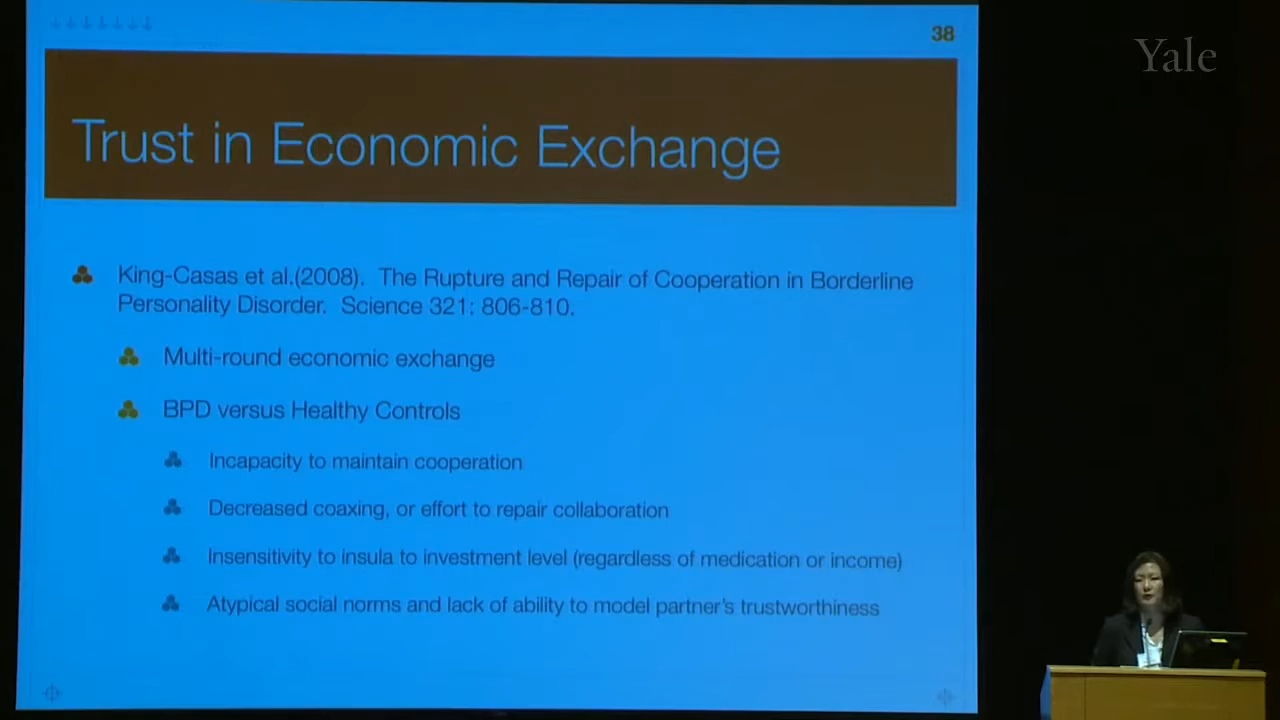 38
Yale
Trust in Economic Exchange
King-Casas et al.(2008). The Rupture and Repair of Cooperation in Borderline
Personality Disorder. Science 321: 806-810.
Multi-round economic exchange
BPD versus Healthy Controls
Incapacity to maintain cooperation
Decreased coaxing, or effort to repair collaboration
Insensitivity to insula to investment level (regardless of medication or income)
Atypical social norms and lack of ability to model partner's trustworthiness